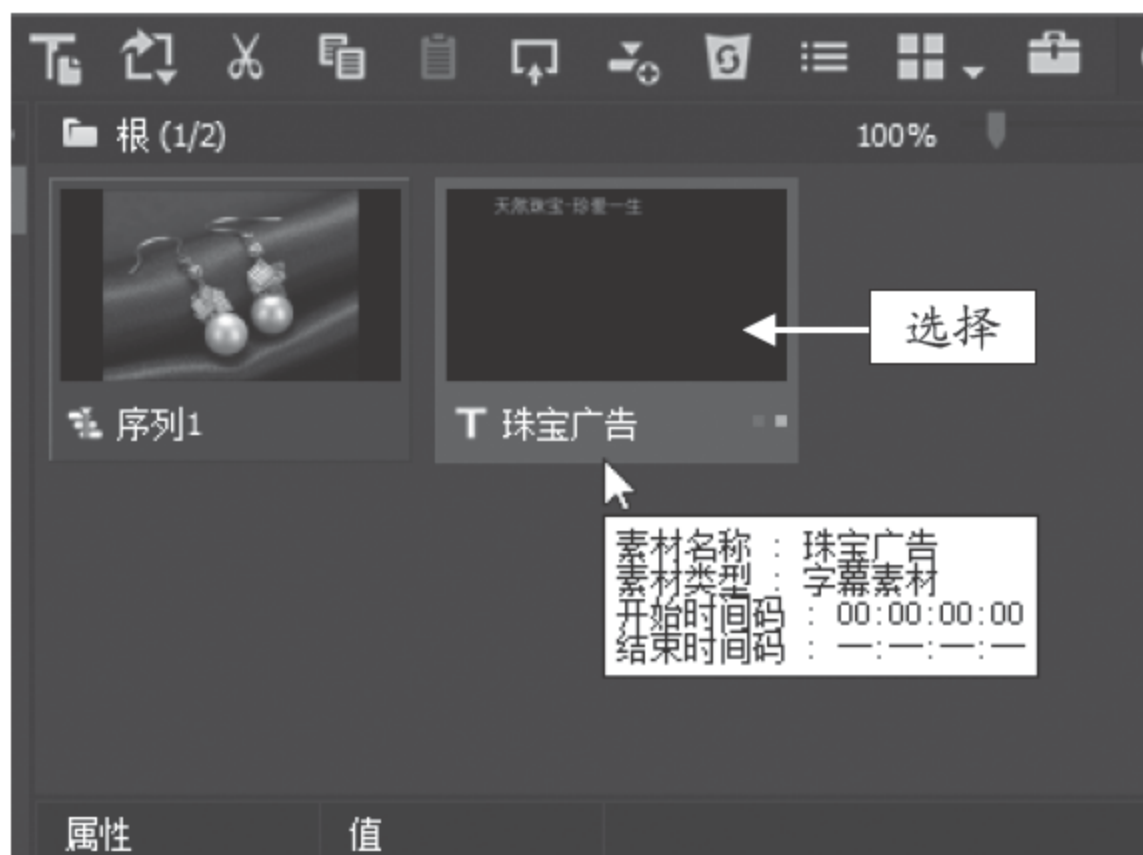 根 (1/2)
100%
天然珠宝-珍爱一生
选择
序列1
T 珠宝广告
素材名称 : 珠宝广告
素材类型 : 字幕素材
开始时间码 : 00:00:00:00
结束时间码 : —:—:—:—
属性 值